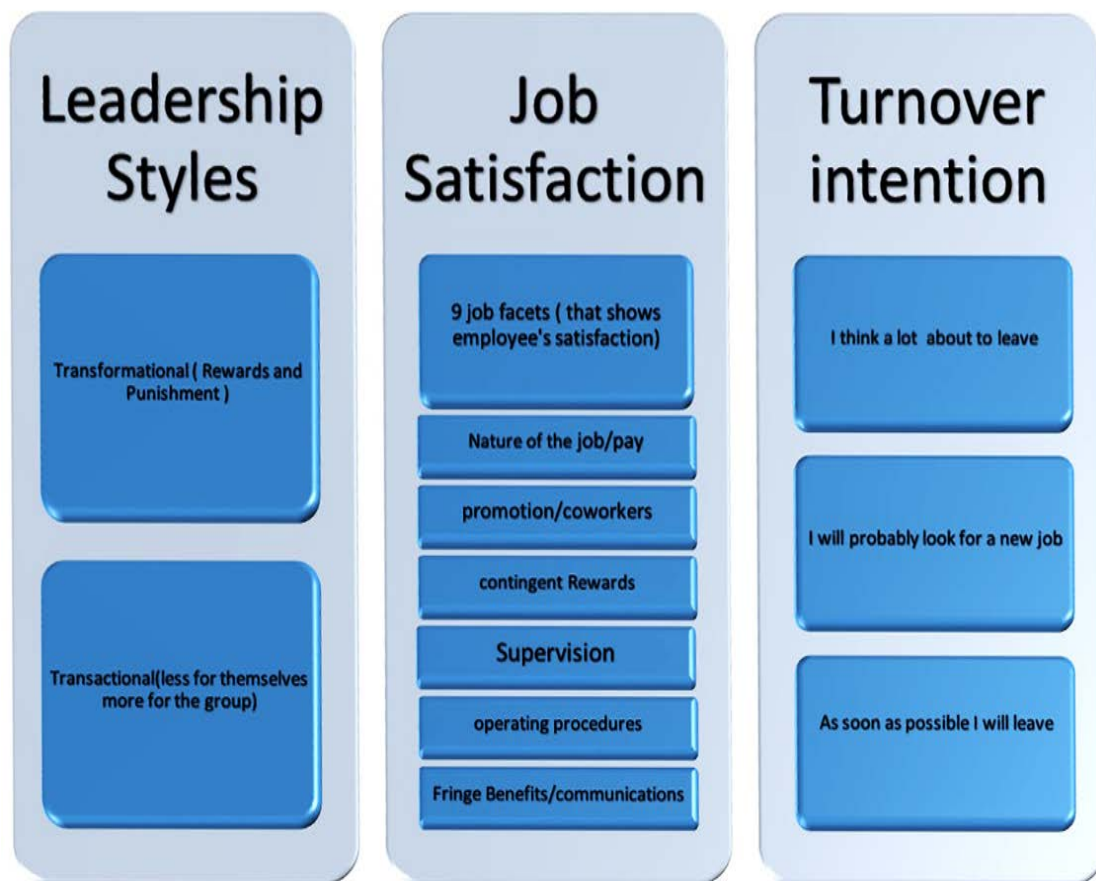 Leadership
Styles
Transformational ( Rewards and
Punishment )
Transactional(less for themselves
more for the group)
Job
Satisfaction
9 job facets ( that shows
employee's satisfaction)
Nature of the job/pay
promotion/coworkers
contingent Rewards
Supervision
operating procedures
Fringe Benefits/communications
Turnover
intention
I think a lot about to leave
I will probably look for a new job
As soon as possible I will leave